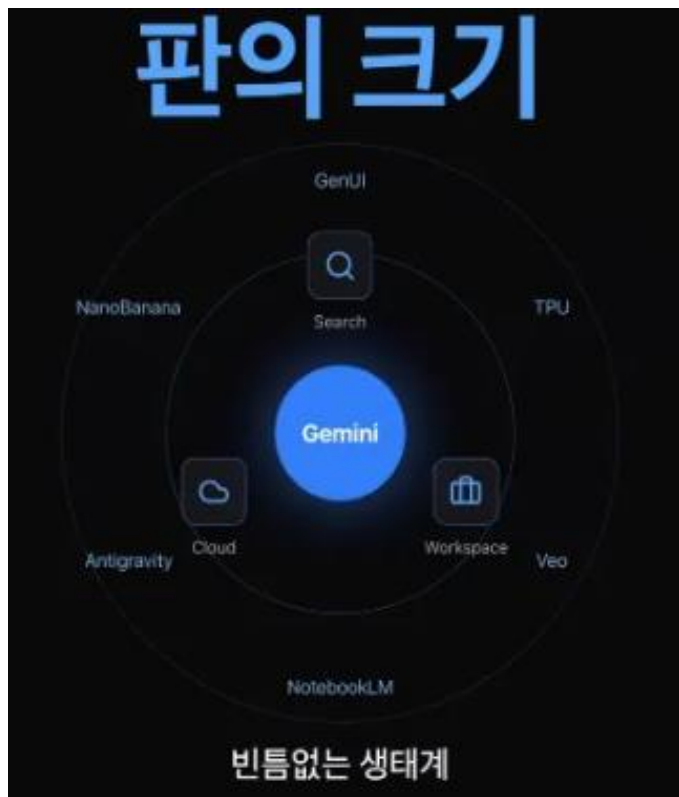 판의 크기
GenUI
Search
NanoBanana
TPU
Gemini
Cloud
Workspace
Antigravity
Veo
NotebookLM
빈틈없는 생태계